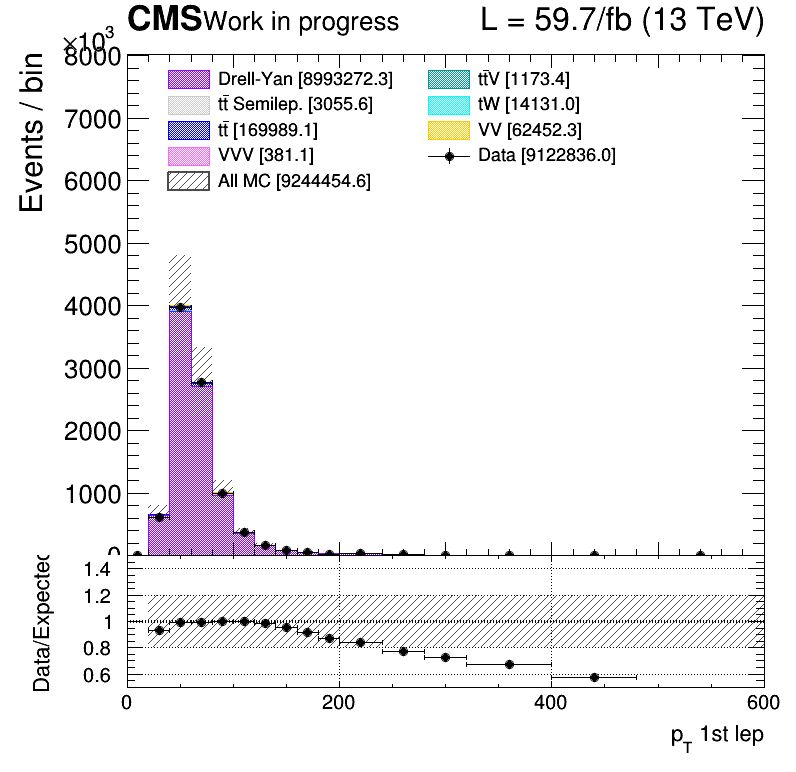 CMS Work in progress L = 59.7/fb (13 TeV)
×10³
Events / bin
8000
7000
6000
5000
4000
3000
2000
1000
0
Drell-Yan [8993272.3]
tt̄ Semilep. [3055.6]
tt̄ [169989.1]
VVV [381.1]
All MC [9244454.6]
tt̄V [1173.4]
tW [14131.0]
VV [62452.3]
Data [9122836.0]
Data/Expected
1.4
1.2
1
0.8
0.6
0 200 400 600
p_T 1st lep